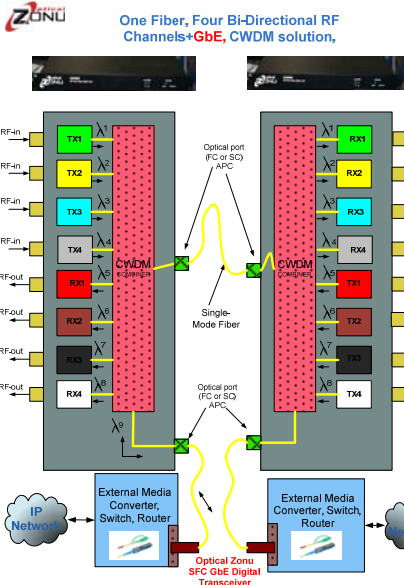 Optical
ZONU
One Fiber, Four Bi-Directional RF
Channels+GbE, CWDM solution,
RF-in
TX1
λ1
RF-in
TX2
λ2
RF-in
TX3
λ3
RF-in
TX4
λ4
RF-out
RX1
λ5
RF-out
RX2
λ6
RF-out
RX3
λ7
RF-out
RX4
λ8
CWDM
COMBINER
λ9
Optical port
(FC or SC)
APC
Single-
Mode Fiber
Optical port
(FC or SC)
APC
CWDM
COMBINER
λ1
RX1
λ2
RX2
λ3
RX3
λ4
RX4
λ5
TX1
λ6
TX2
λ7
TX3
λ8
TX4
IP
Network
External Media
Converter,
Switch, Router
Optical Zonu
SFC GbE Digital
Transceiver
External Media
Converter, Switch,
Router